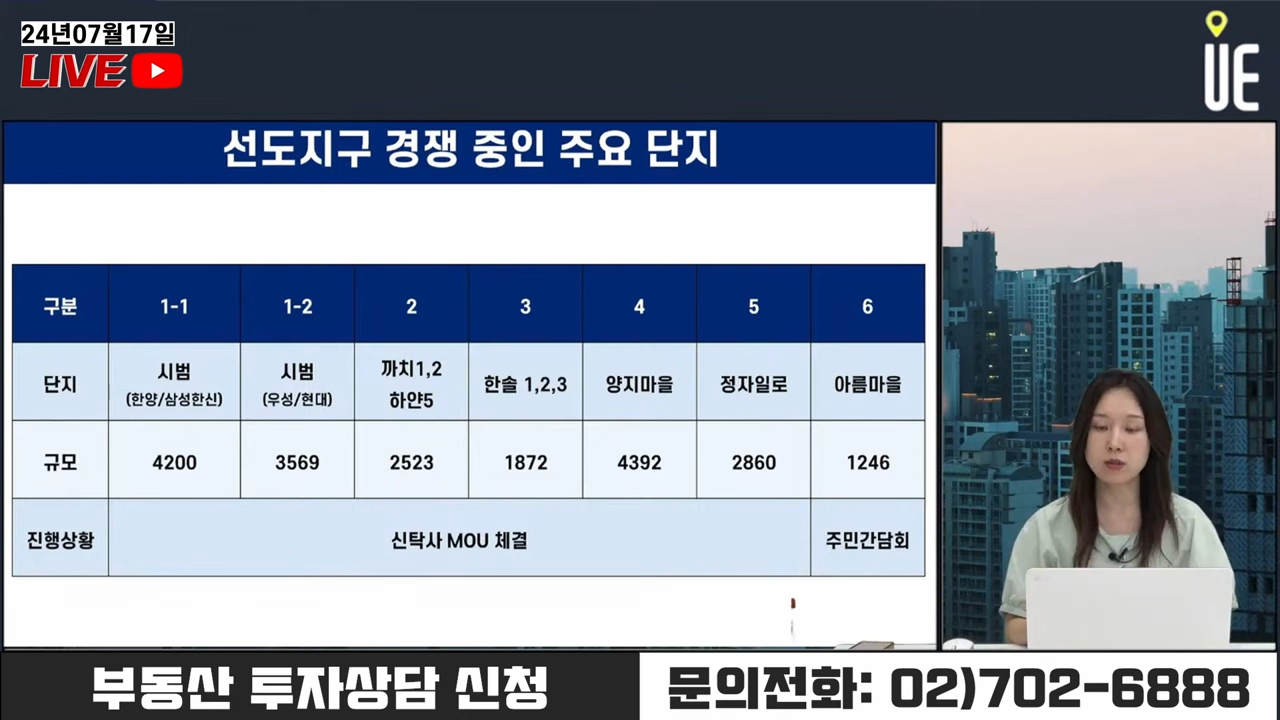 24년07월17일
LIVE
UE
선도지구 경쟁 중인 주요 단지
구분 1-1 1-2 2 3 4 5 6
단지 시범 (한양/삼성한신) 시범 (우성/현대) 까치1,2 하얀5 한솔 1,2,3 양지마을 정자일로 아름마을
규모 4200 3569 2523 1872 4392 2860 1246
진행상황 신탁사 MOU 체결 주민간담회
부동산 투자상담 신청
문의전화: 02)702-6888